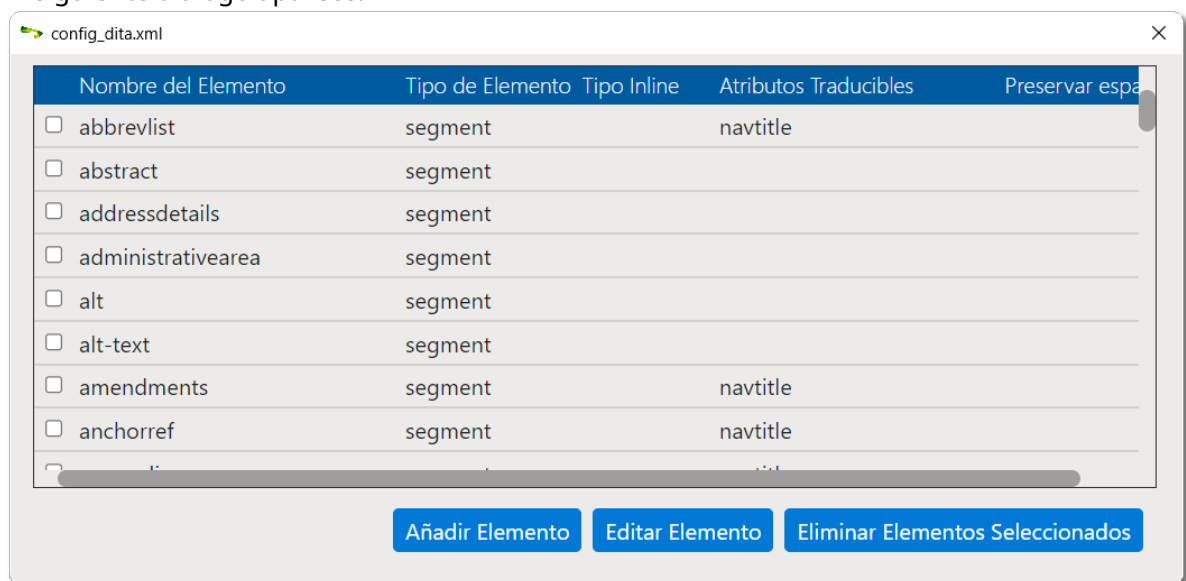 config_dita.xml
Nombre del Elemento Tipo de Elemento Tipo Inline Atributos Traducibles Preservar espa
abbrevlist segment navtitle
abstract segment
addressdetails segment
administrativearea segment
alt segment
alt-text segment
amendments segment navtitle
anchorref segment navtitle
Añadir Elemento Editar Elemento Eliminar Elementos Seleccionados